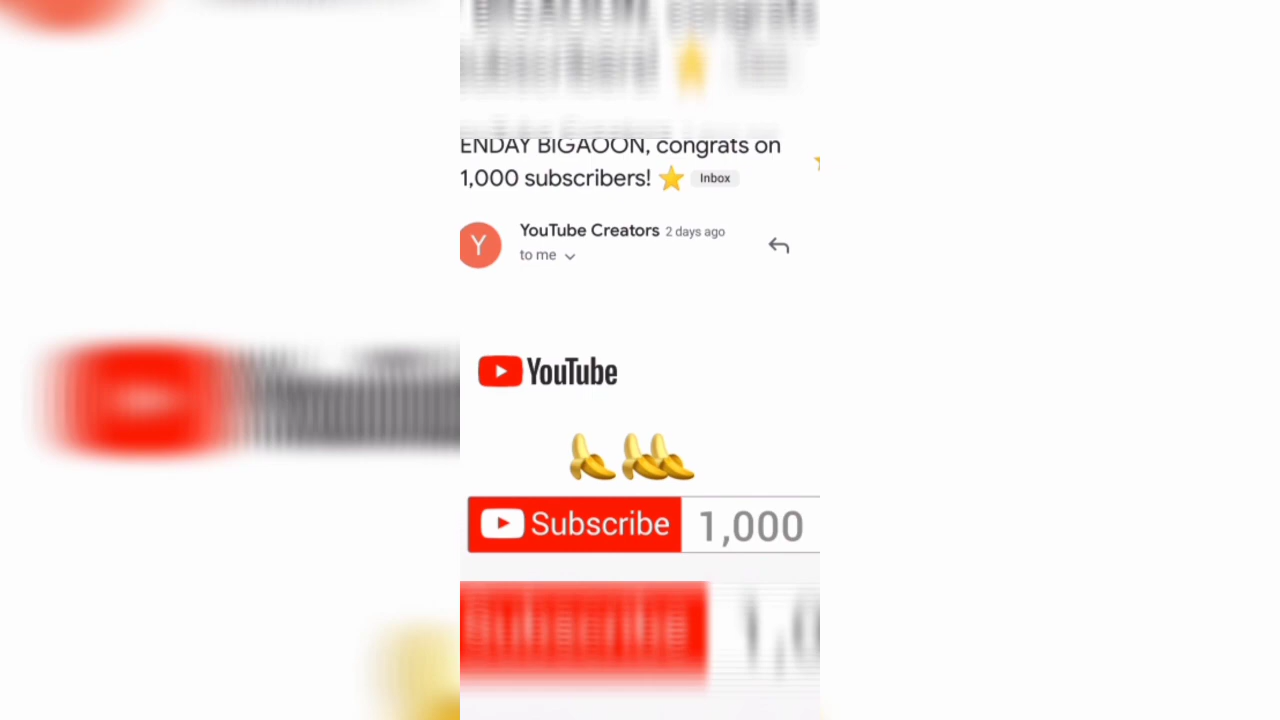 ENDAY BIGAOON, congrats on
1,000 subscribers! ⭐ Inbox
YouTube Creators 2 days ago
Y
to me
YouTube
🍌 🍌🍌
Subscribe 1,000
Subscribe